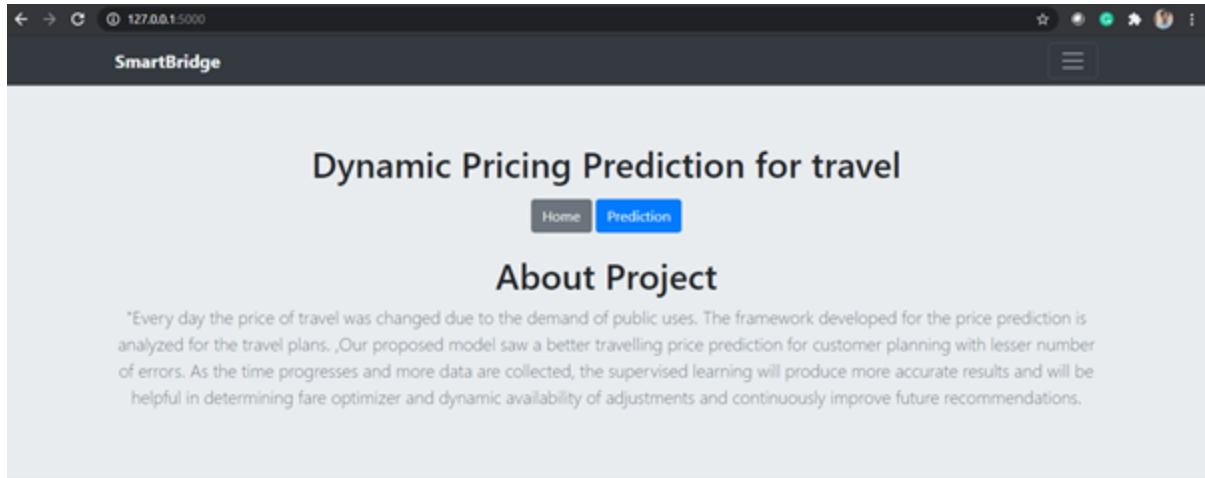 127.0.0.1:5000
SmartBridge
Dynamic Pricing Prediction for travel
Home Prediction
About Project
"Every day the price of travel was changed due to the demand of public uses. The framework developed for the price prediction is
analyzed for the travel plans. ,Our proposed model saw a better travelling price prediction for customer planning with lesser number
of errors. As the time progresses and more data are collected, the supervised learning will produce more accurate results and will be
helpful in determining fare optimizer and dynamic availability of adjustments and continuously improve future recommendations.